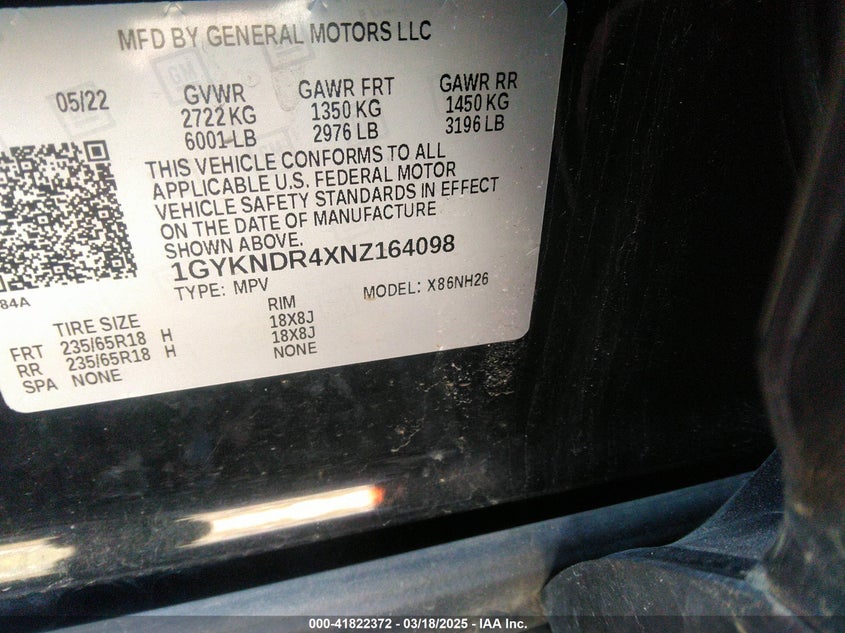 MFD BY GENERAL MOTORS LLC
05/22 GVWR GAWR FRT GAWR RR
2722 KG 1350 KG 1450 KG
6001 LB 2976 LB 3196 LB
THIS VEHICLE CONFORMS TO ALL
APPLICABLE U.S. FEDERAL MOTOR
VEHICLE SAFETY STANDARDS IN EFFECT
ON THE DATE OF MANUFACTURE
SHOWN ABOVE.
1GYKNDR4XNZ164098
84A TYPE: MPV MODEL: X86NH26
TIRE SIZE RIM
FRT 235/65R18 H 18X8J
RR 235/65R18 H 18X8J
SPA NONE NONE
000-41822372 - 03/18/2025 - IAA Inc.